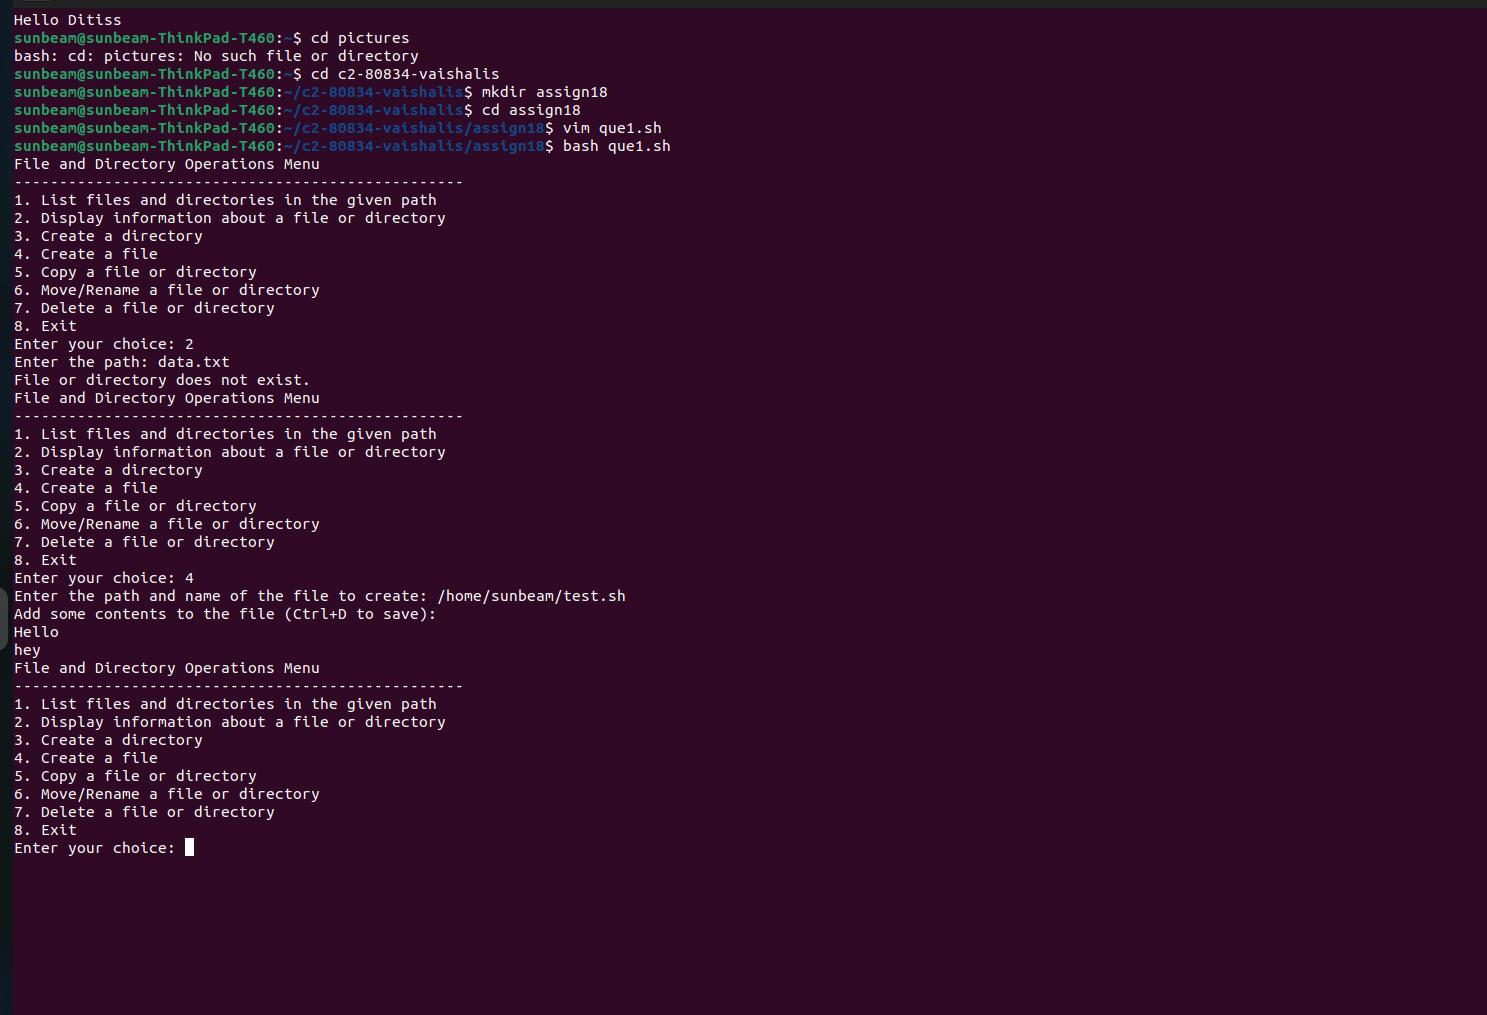 Hello Ditiss
sunbeam@sunbeam-ThinkPad-T460:~$ cd pictures
bash: cd: pictures: No such file or directory
sunbeam@sunbeam-ThinkPad-T460:~$ cd c2-80834-vaishalis
sunbeam@sunbeam-ThinkPad-T460:~/c2-80834-vaishalis$ mkdir assign18
sunbeam@sunbeam-ThinkPad-T460:~/c2-80834-vaishalis$ cd assign18
sunbeam@sunbeam-ThinkPad-T460:~/c2-80834-vaishalis/assign18$ vim que1.sh
sunbeam@sunbeam-ThinkPad-T460:~/c2-80834-vaishalis/assign18$ bash que1.sh
File and Directory Operations Menu
--------------------------------------------------
1. List files and directories in the given path
2. Display information about a file or directory
3. Create a directory
4. Create a file
5. Copy a file or directory
6. Move/Rename a file or directory
7. Delete a file or directory
8. Exit
Enter your choice: 2
Enter the path: data.txt
File or directory does not exist.
File and Directory Operations Menu
--------------------------------------------------
1. List files and directories in the given path
2. Display information about a file or directory
3. Create a directory
4. Create a file
5. Copy a file or directory
6. Move/Rename a file or directory
7. Delete a file or directory
8. Exit
Enter your choice: 4
Enter the path and name of the file to create: /home/sunbeam/test.sh
Add some contents to the file (Ctrl+D to save):
Hello
hey
File and Directory Operations Menu
--------------------------------------------------
1. List files and directories in the given path
2. Display information about a file or directory
3. Create a directory
4. Create a file
5. Copy a file or directory
6. Move/Rename a file or directory
7. Delete a file or directory
8. Exit
Enter your choice: